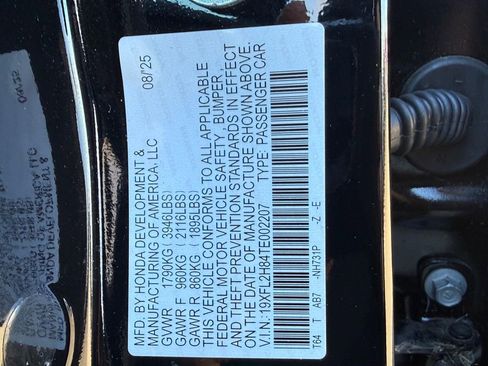 MFD. BY HONDA DEVELOPMENT &
MANUFACTURING OF AMERICA, LLC 08/'25
GVWR 1790KG( 3946LBS)
GAWR F 960KG ( 2116LBS)
GAWR R 860KG ( 1895LBS)
THIS VEHICLE CONFORMS TO ALL APPLICABLE
FEDERAL MOTOR VEHICLE SAFETY, BUMPER,
AND THEFT PREVENTION STANDARDS IN EFFECT
ON THE DATE OF MANUFACTURE SHOWN ABOVE.
V.I.N.: 19XFL2H84TE002207 TYPE: PASSENGER CAR
T64 T AB7 NH731P -Z -E